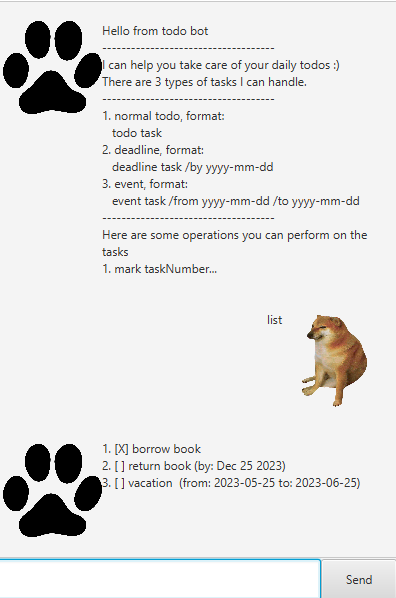 Hello from todo bot
-----------------------------------
I can help you take care of your daily todos :)
There are 3 types of tasks I can handle.
-----------------------------------
1. normal todo, format:
todo task
2. deadline, format:
deadline task /by yyyy-mm-dd
3. event, format:
event task /from yyyy-mm-dd /to yyyy-mm-dd
-----------------------------------
Here are some operations you can perform on the
tasks
1. mark taskNumber...
list
1. [X] borrow book
2. [ ] return book (by: Dec 25 2023)
3. [ ] vacation  (from: 2023-05-25 to: 2023-06-25)
Send